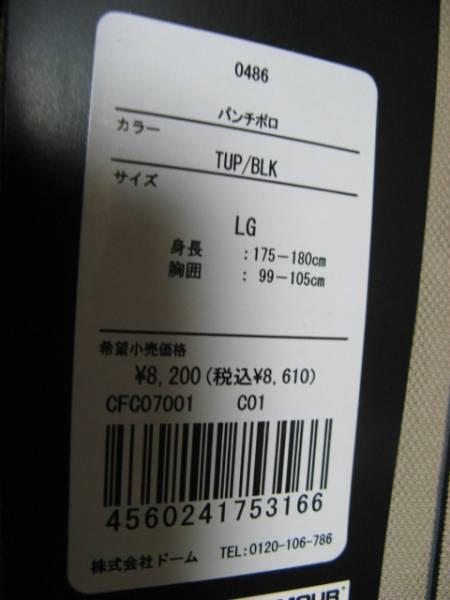 0486
パンチポロ
カラー
TUP/BLK
サイズ
LG
身長 :175-180cm
胸囲 : 99-105cm
希望小売価格
¥8,200(税込¥8,610)
CFC07001 C01
4560241753166
株式会社ドーム TEL:0120-106-786